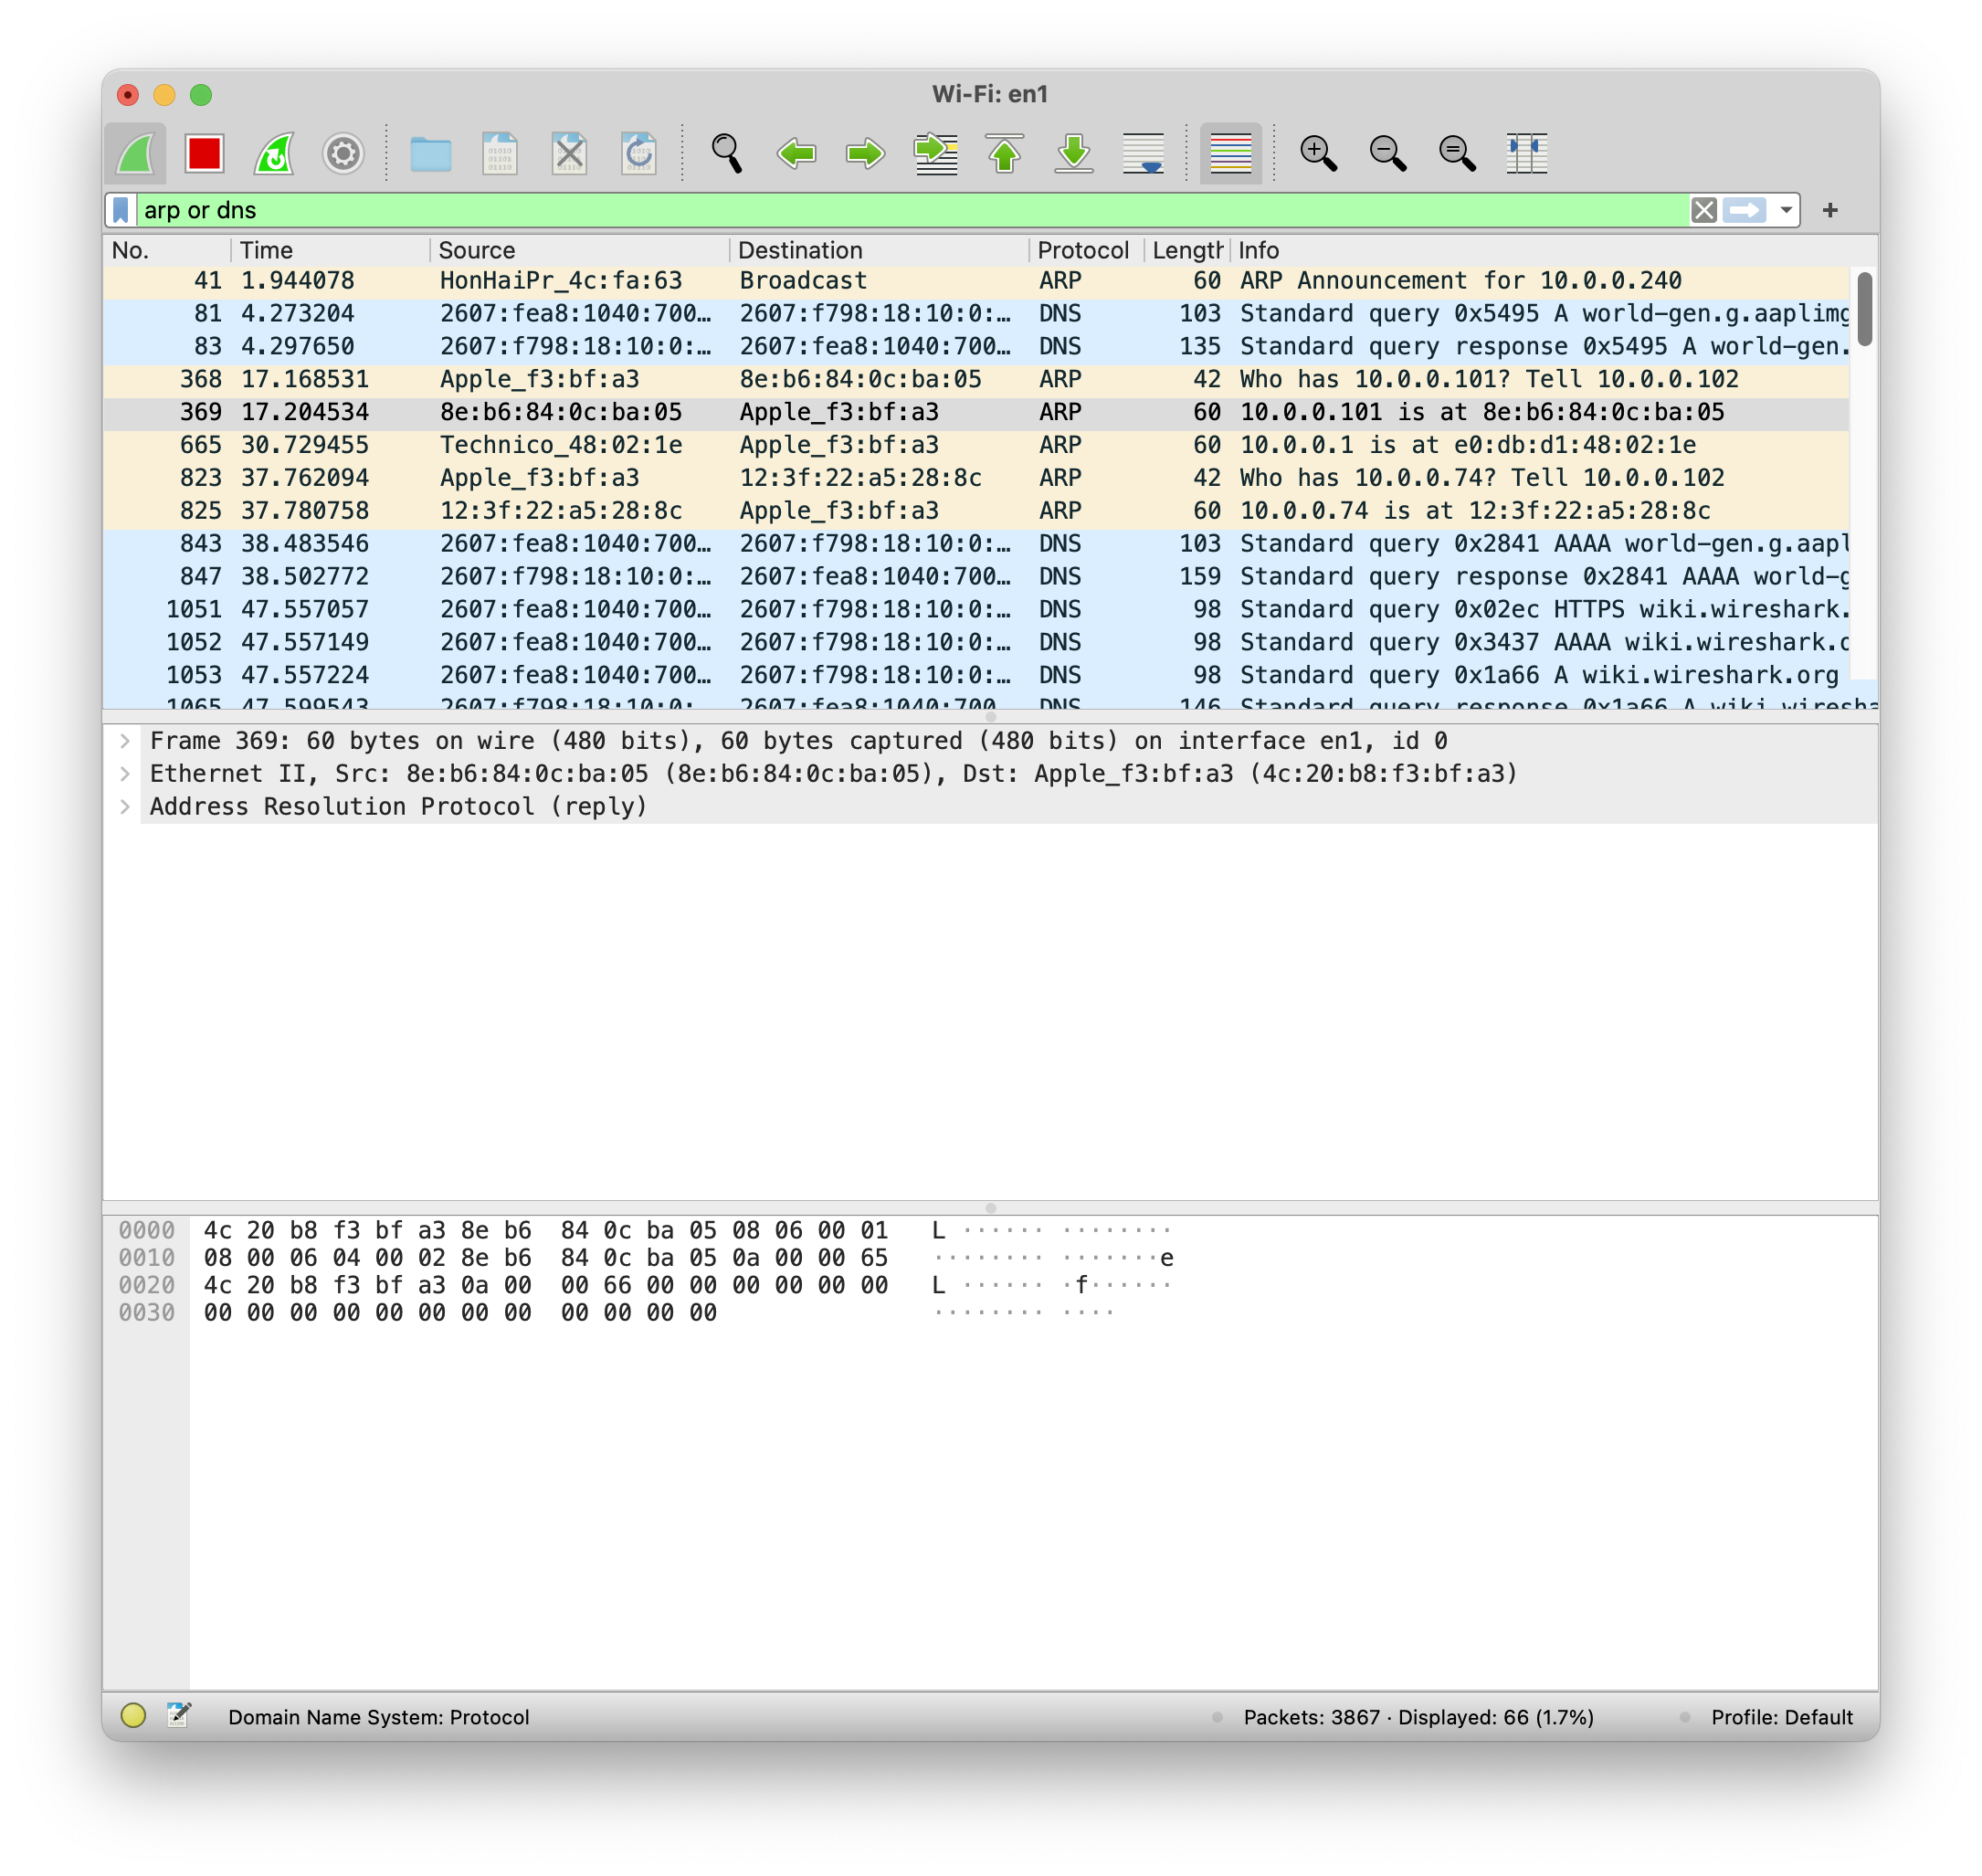 Wi-Fi: en1
arp or dns
No. Time Source Destination Protocol Length Info
41 1.944078 HonHaiPr_4c:fa:63 Broadcast ARP 60 ARP Announcement for 10.0.0.240
81 4.273204 2607:fea8:1040:700… 2607:f798:18:10:0:… DNS 103 Standard query 0x5495 A world-gen.g.aaplimg
83 4.297650 2607:f798:18:10:0:… 2607:fea8:1040:700… DNS 135 Standard query response 0x5495 A world-gen.
368 17.168531 Apple_f3:bf:a3 8e:b6:84:0c:ba:05 ARP 42 Who has 10.0.0.101? Tell 10.0.0.102
369 17.204534 8e:b6:84:0c:ba:05 Apple_f3:bf:a3 ARP 60 10.0.0.101 is at 8e:b6:84:0c:ba:05
665 30.729455 Technico_48:02:1e Apple_f3:bf:a3 ARP 60 10.0.0.1 is at e0:db:d1:48:02:1e
823 37.762094 Apple_f3:bf:a3 12:3f:22:a5:28:8c ARP 42 Who has 10.0.0.74? Tell 10.0.0.102
825 37.780758 12:3f:22:a5:28:8c Apple_f3:bf:a3 ARP 60 10.0.0.74 is at 12:3f:22:a5:28:8c
843 38.483546 2607:fea8:1040:700… 2607:f798:18:10:0:… DNS 103 Standard query 0x2841 AAAA world-gen.g.aapl
847 38.502772 2607:f798:18:10:0:… 2607:fea8:1040:700… DNS 159 Standard query response 0x2841 AAAA world-g
1051 47.557057 2607:fea8:1040:700… 2607:f798:18:10:0:… DNS 98 Standard query 0x02ec HTTPS wiki.wireshark.
1052 47.557149 2607:fea8:1040:700… 2607:f798:18:10:0:… DNS 98 Standard query 0x3437 AAAA wiki.wireshark.o
1053 47.557224 2607:fea8:1040:700… 2607:f798:18:10:0:… DNS 98 Standard query 0x1a66 A wiki.wireshark.org
1065 47.599543 2607:f798:18:10:0: 2607:fea8:1040:700 DNS 146 Standard query response 0x1a66 A wiki.wiresha
Frame 369: 60 bytes on wire (480 bits), 60 bytes captured (480 bits) on interface en1, id 0
Ethernet II, Src: 8e:b6:84:0c:ba:05 (8e:b6:84:0c:ba:05), Dst: Apple_f3:bf:a3 (4c:20:b8:f3:bf:a3)
Address Resolution Protocol (reply)
0000 4c 20 b8 f3 bf a3 8e b6 84 0c ba 05 08 06 00 01 L ······ ········
0010 08 00 06 04 00 02 8e b6 84 0c ba 05 0a 00 00 65 ········ ·······e
0020 4c 20 b8 f3 bf a3 0a 00 00 66 00 00 00 00 00 00 L ······ ·f······
0030 00 00 00 00 00 00 00 00 00 00 00 00 ········ ····
Domain Name System: Protocol Packets: 3867 · Displayed: 66 (1.7%) Profile: Default